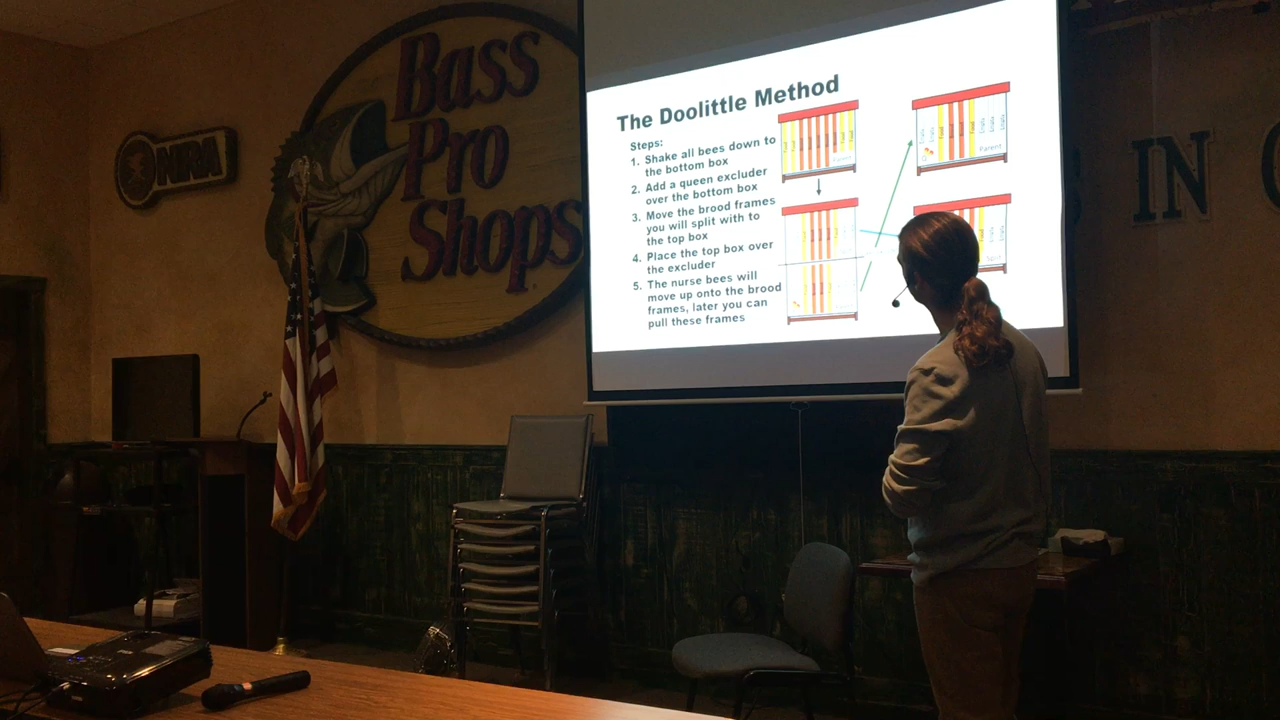 NRA
Bass
Pro
Shops
IN
The Doolittle Method
Steps:
1. Shake all bees down to
the bottom box
2. Add a queen excluder
over the bottom box
3. Move the brood frames
you will split with to
the top box
4. Place the top box over
the excluder
5. The nurse bees will
move up onto the brood
frames, later you can
pull these frames
Parent
Parent
Split